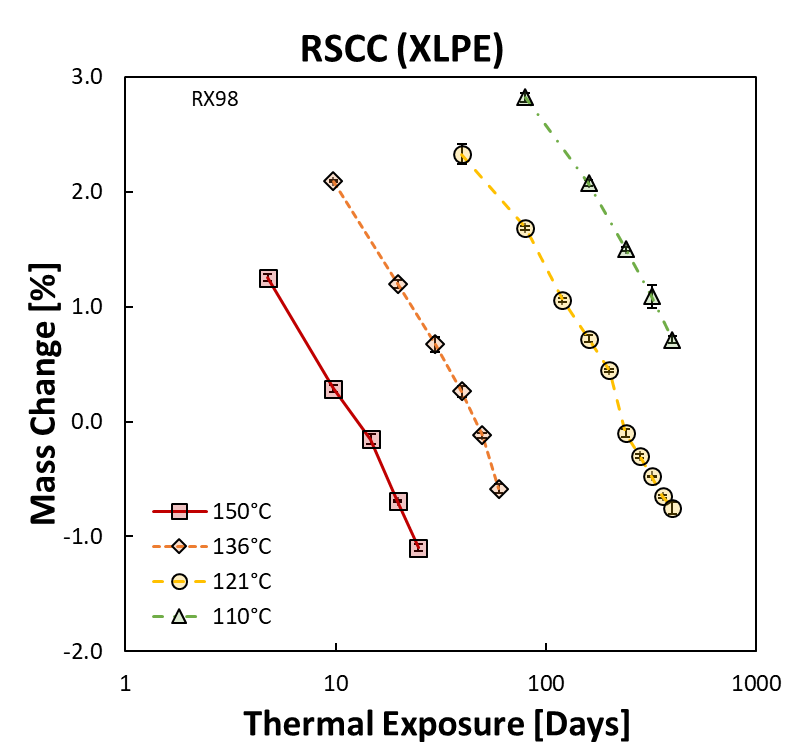 RSCC (XLPE)
3.0
RX98
2.0
1.0
0.0
-1.0
-2.0
Mass Change [%]
150°C
136°C
121°C
110°C
1 10 100 1000
Thermal Exposure [Days]